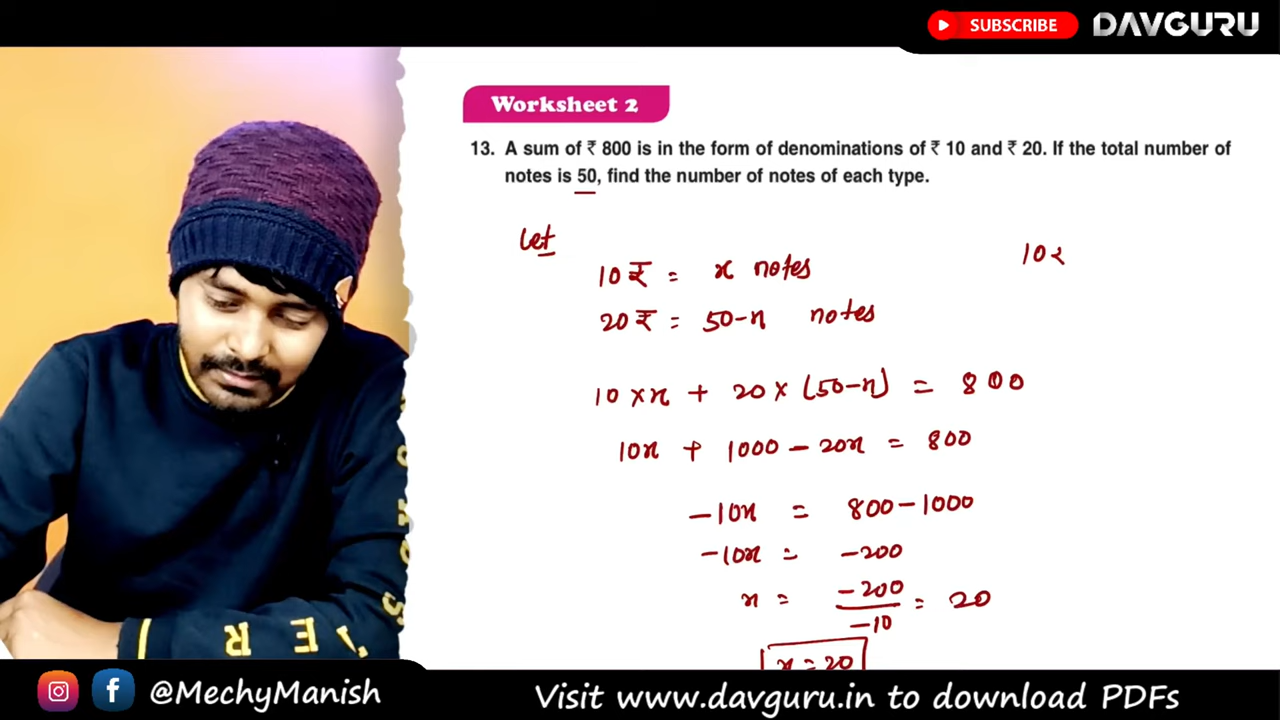 SUBSCRIBE DAVGURU
Worksheet 2
13. A sum of ₹ 800 is in the form of denominations of ₹ 10 and ₹ 20. If the total number of
notes is 50, find the number of notes of each type.
Let
10₹ = x notes
10₹
20₹ = 50-x notes
10 × x + 20 × (50-x) = 800
10x + 1000 - 20x = 800
-10x = 800 - 1000
-10x = -200
x = -200/-10 = 20
x = 20
@MechyManish
Visit www.davguru.in to download PDFs